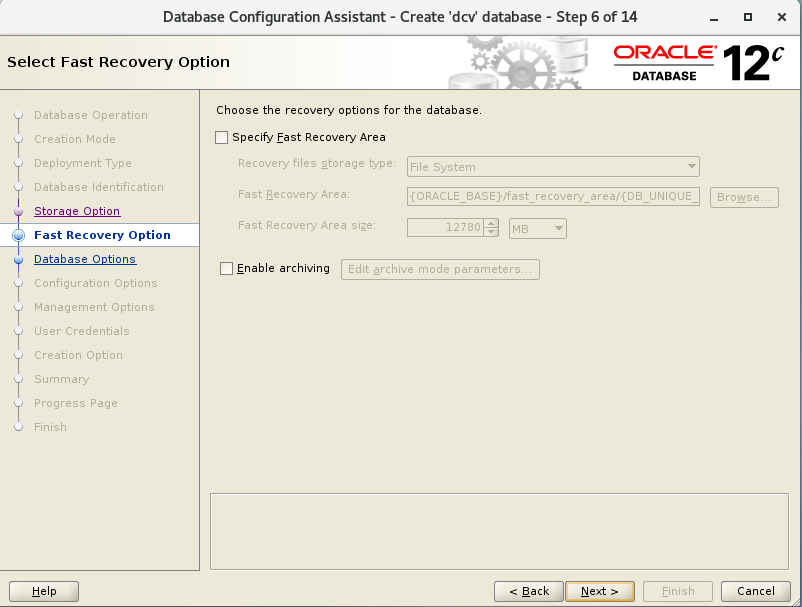 Database Configuration Assistant - Create 'dcv' database - Step 6 of 14
Select Fast Recovery Option
ORACLE
DATABASE
12c
Database Operation
Creation Mode
Deployment Type
Database Identification
Storage Option
Fast Recovery Option
Database Options
Configuration Options
Management Options
User Credentials
Creation Option
Summary
Progress Page
Finish
Choose the recovery options for the database.
Specify Fast Recovery Area
Recovery files storage type: File System
Fast Recovery Area: {ORACLE_BASE}/fast_recovery_area/{DB_UNIQUE_ Browse...
Fast Recovery Area size: 12780 MB
Enable archiving Edit archive mode parameters...
Help < Back Next > Finish Cancel